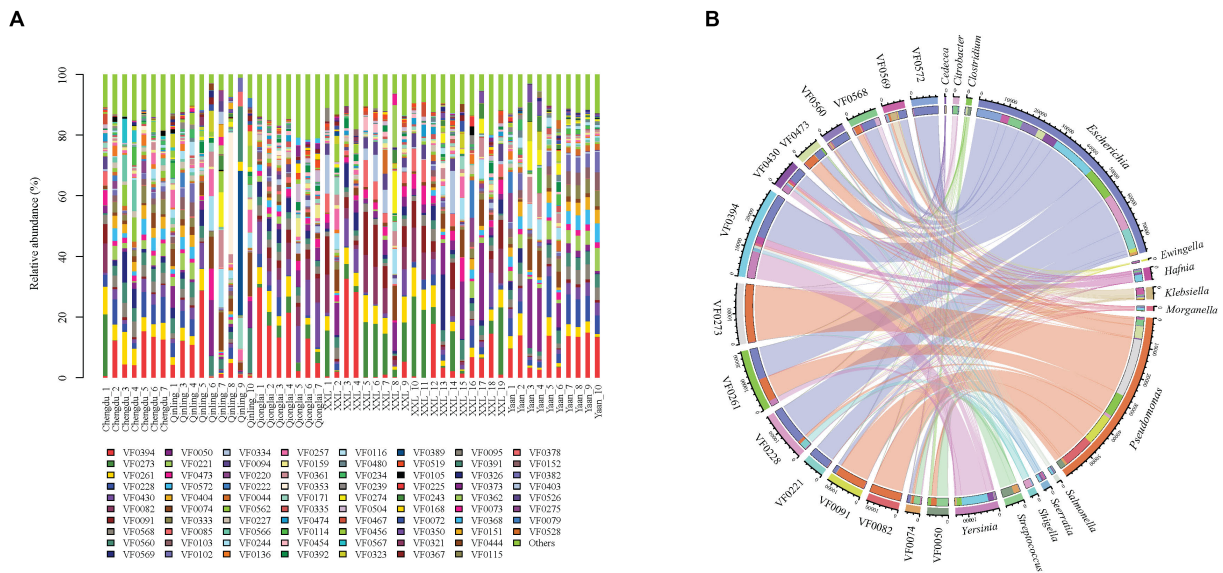 A
B
Relative abundance (%)
100
80
60
40
20
0
Chengdu_1
Chengdu_2
Chengdu_3
Chengdu_4
Chengdu_5
Chengdu_6
Chengdu_7
Qinling_1
Qinling_3
Qinling_4
Qinling_5
Qinling_6
Qinling_7
Qinling_8
Qinling_9
Qinling_10
Qionglai_1
Qionglai_2
Qionglai_3
Qionglai_4
Qionglai_5
Qionglai_6
Qionglai_7
XXL_1
XXL_2
XXL_3
XXL_4
XXL_5
XXL_6
XXL_7
XXL_8
XXL_9
XXL_10
XXL_11
XXL_12
XXL_13
XXL_14
XXL_15
XXL_16
XXL_17
XXL_18
XXL_19
Yaan_1
Yaan_2
Yaan_3
Yaan_4
Yaan_5
Yaan_6
Yaan_7
Yaan_8
Yaan_9
Yaan_10
VF0394 VF0050 VF0334 VF0257 VF0116 VF0389 VF0095 VF0378
VF0273 VF0221 VF0094 VF0159 VF0480 VF0519 VF0391 VF0152
VF0261 VF0473 VF0220 VF0361 VF0234 VF0105 VF0326 VF0382
VF0228 VF0572 VF0222 VF0353 VF0239 VF0225 VF0373 VF0403
VF0430 VF0404 VF0044 VF0171 VF0274 VF0243 VF0362 VF0526
VF0082 VF0074 VF0562 VF0335 VF0504 VF0168 VF0073 VF0275
VF0091 VF0333 VF0227 VF0474 VF0467 VF0072 VF0368 VF0079
VF0568 VF0085 VF0566 VF0114 VF0456 VF0350 VF0151 VF0528
VF0560 VF0103 VF0244 VF0454 VF0567 VF0321 VF0444 Others
VF0569 VF0102 VF0136 VF0392 VF0323 VF0367 VF0115
Cedecea
Citrobacter
Clostridium
Escherichia
Ewingella
Hafnia
Klebsiella
Morganella
Pseudomonas
Salmonella
Seerratia
Shigella
Streptococcus
Yersinia
VF0050
VF0074
VF0082
VF0091
VF0221
VF0228
VF0261
VF0273
VF0394
VF0430
VF0473
VF0560
VF0568
VF0569
VF0572